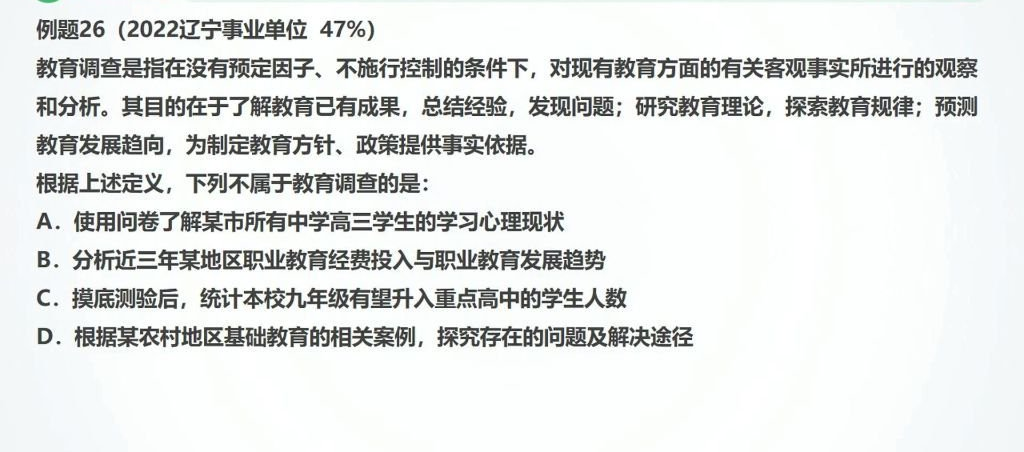 例题26（2022辽宁事业单位 47%）
教育调查是指在没有预定因子、不施行控制的条件下，对现有教育方面的有关客观事实所进行的观察
和分析。其目的在于了解教育已有成果，总结经验，发现问题；研究教育理论，探索教育规律；预测
教育发展趋向，为制定教育方针、政策提供事实依据。
根据上述定义，下列不属于教育调查的是：
A．使用问卷了解某市所有中学高三学生的学习心理现状
B．分析近三年某地区职业教育经费投入与职业教育发展趋势
C．摸底测验后，统计本校九年级有望升入重点高中的学生人数
D．根据某农村地区基础教育的相关案例，探究存在的问题及解决途径